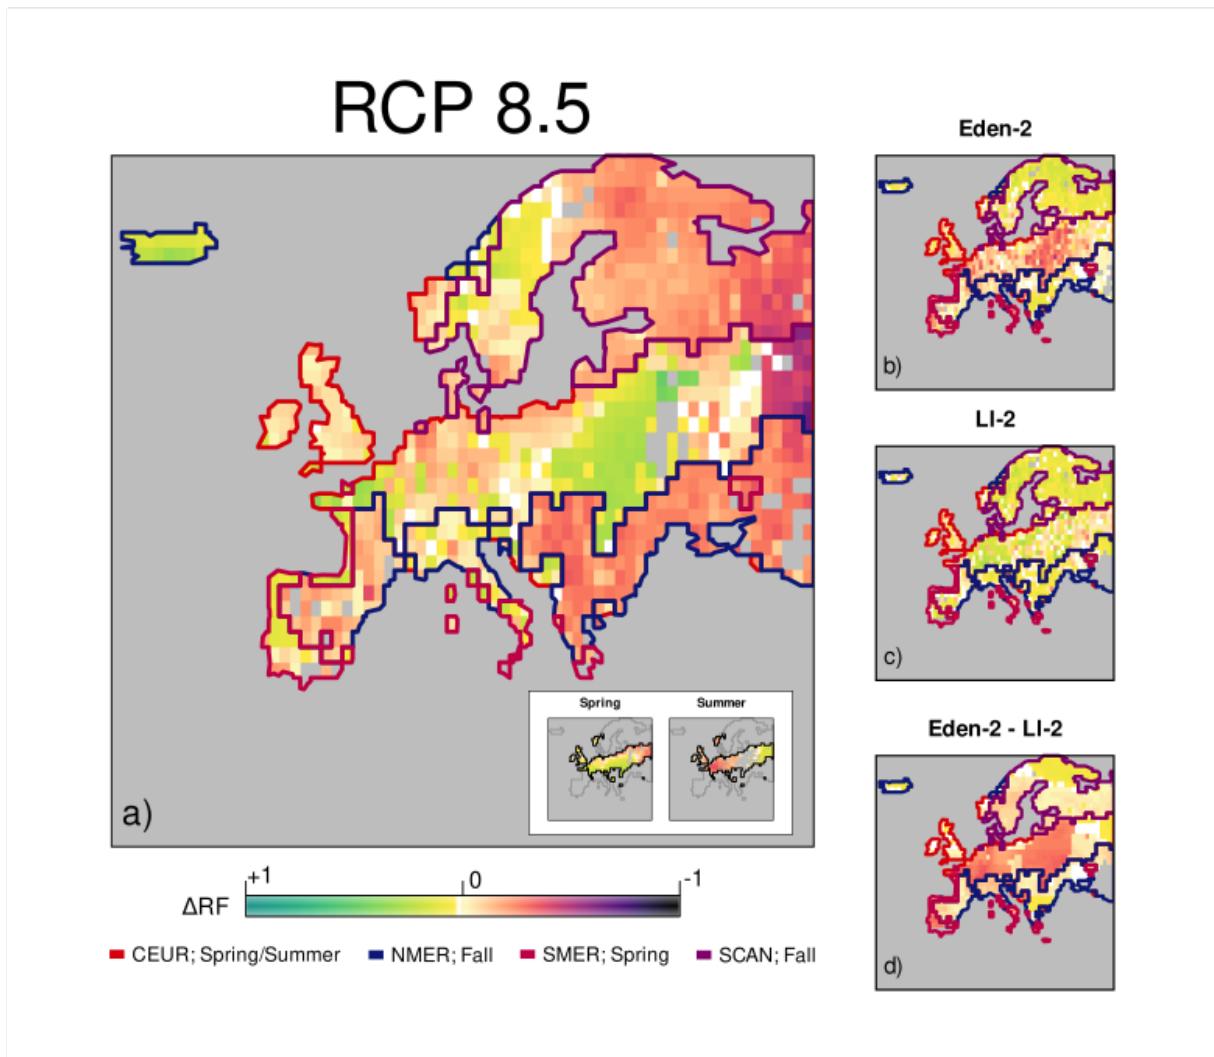 RCP 8.5
Eden-2
b)
LI-2
c)
Spring Summer
a)
Eden-2 - LI-2
d)
+1 0 -1
ΔRF
CEUR; Spring/Summer NMER; Fall SMER; Spring SCAN; Fall